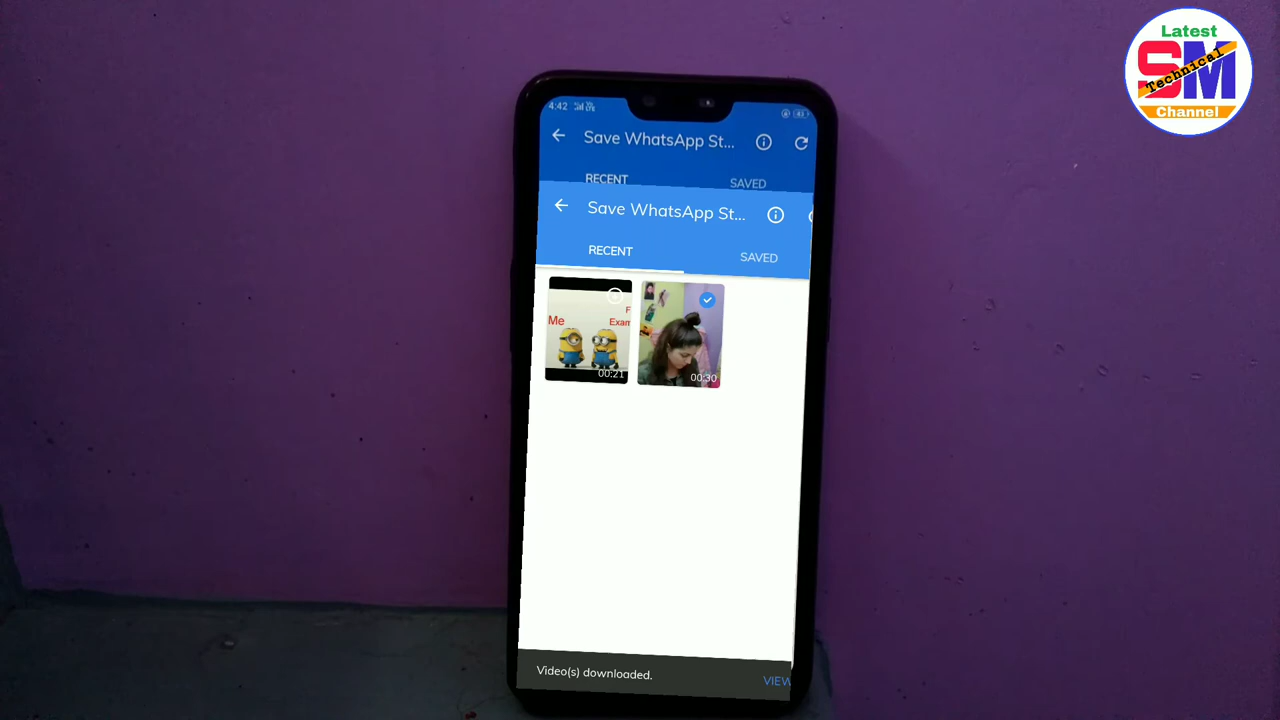 Latest
SM
Technical
Channel
4:42
Save WhatsApp St...
RECENT SAVED
Save WhatsApp St...
RECENT SAVED
Me
Exam
00:21
00:30
Video(s) downloaded.
VIEW